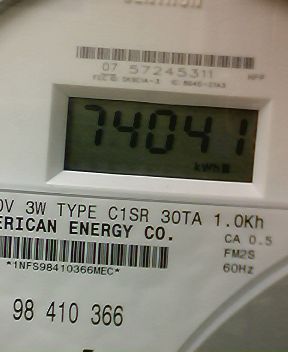 07 57245311
74041
kWh
0V 3W TYPE C1SR 30TA 1.0Kh
ERICAN ENERGY CO.
CA 0.5
FM2S
*1NFS98410366MEC*
60Hz
98 410 366